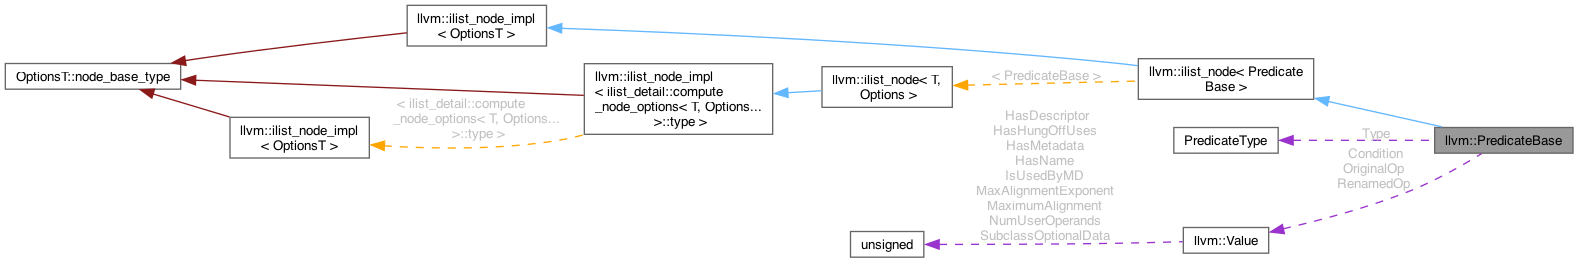 llvm::ilist_node_impl
< OptionsT >
OptionsT::node_base_type
llvm::ilist_node_impl
< ilist_detail::compute
_node_options< T, Options...
>::type >
llvm::ilist_node< T,
Options >
< PredicateBase >
llvm::ilist_node< Predicate
Base >
< ilist_detail::compute
_node_options< T, Options...
>::type >
llvm::ilist_node_impl
< OptionsT >
HasDescriptor
HasHungOffUses
HasMetadata
HasName
IsUsedByMD
MaxAlignmentExponent
MaximumAlignment
NumUserOperands
SubclassOptionalData
PredicateType
Type
llvm::PredicateBase
Condition
OriginalOp
RenamedOp
unsigned
llvm::Value